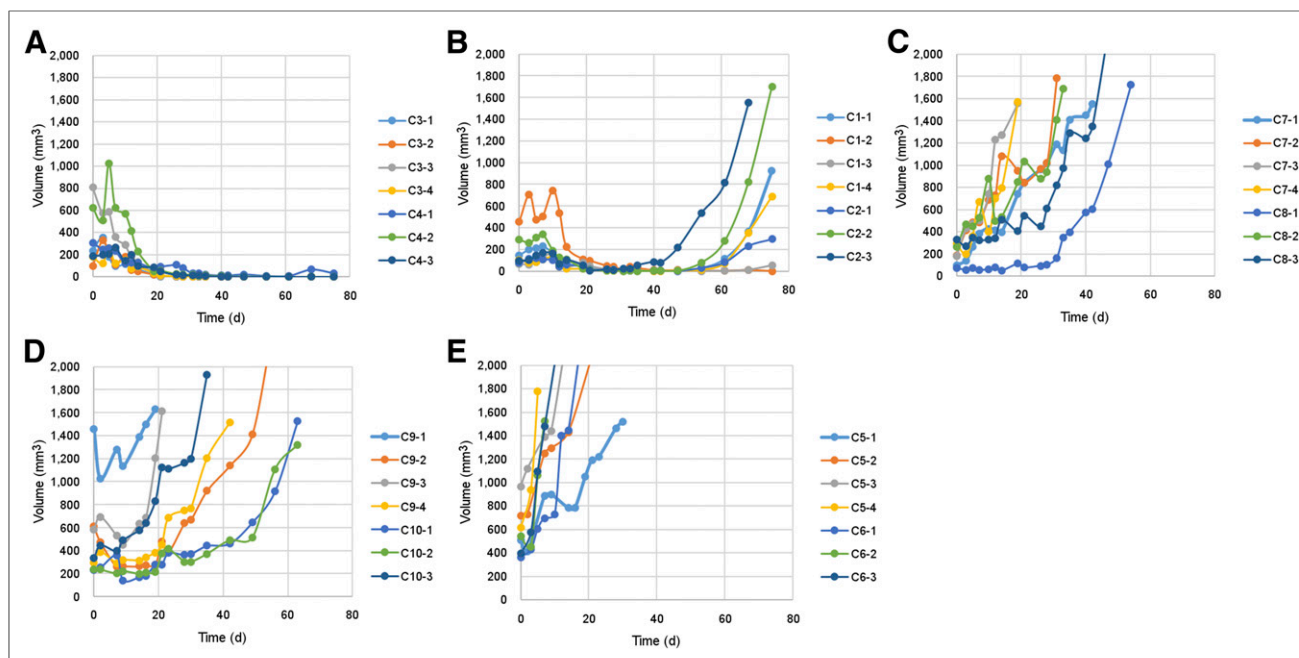 A
2,000
1,800
1,600
1,400
1,200
1,000
800
600
400
200
0
Volume (mm3)
0 20 40 60 80
Time (d)
C3-1
C3-2
C3-3
C3-4
C4-1
C4-2
C4-3
B
2,000
1,800
1,600
1,400
1,200
1,000
800
600
400
200
0
Volume (mm3)
0 10 20 30 40 50 60 70 80
Time (d)
C1-1
C1-2
C1-3
C1-4
C2-1
C2-2
C2-3
C
2,000
1,800
1,600
1,400
1,200
1,000
800
600
400
200
0
Volume (mm3)
0 20 40 60 80
Time (d)
C7-1
C7-2
C7-3
C7-4
C8-1
C8-2
C8-3
D
2,000
1,800
1,600
1,400
1,200
1,000
800
600
400
200
0
Volume (mm3)
0 20 40 60 80
Time (d)
C9-1
C9-2
C9-3
C9-4
C10-1
C10-2
C10-3
E
2,000
1,800
1,600
1,400
1,200
1,000
800
600
400
200
0
Volume (mm3)
0 20 40 60 80
Time (d)
C5-1
C5-2
C5-3
C5-4
C6-1
C6-2
C6-3